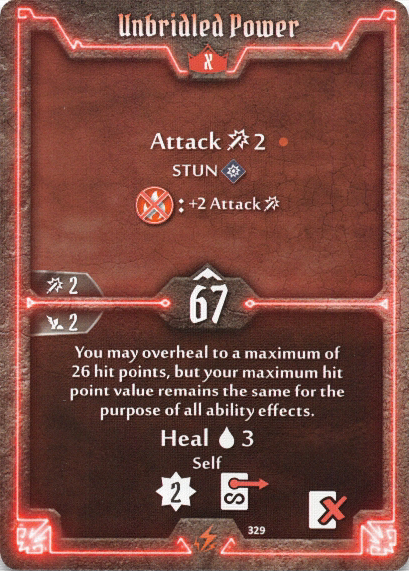 Unbridled Power
X
Attack 2
STUN
: +2 Attack
2
67
2
You may overheal to a maximum of
26 hit points, but your maximum hit
point value remains the same for the
purpose of all ability effects.
Heal 3
Self
2
S
329